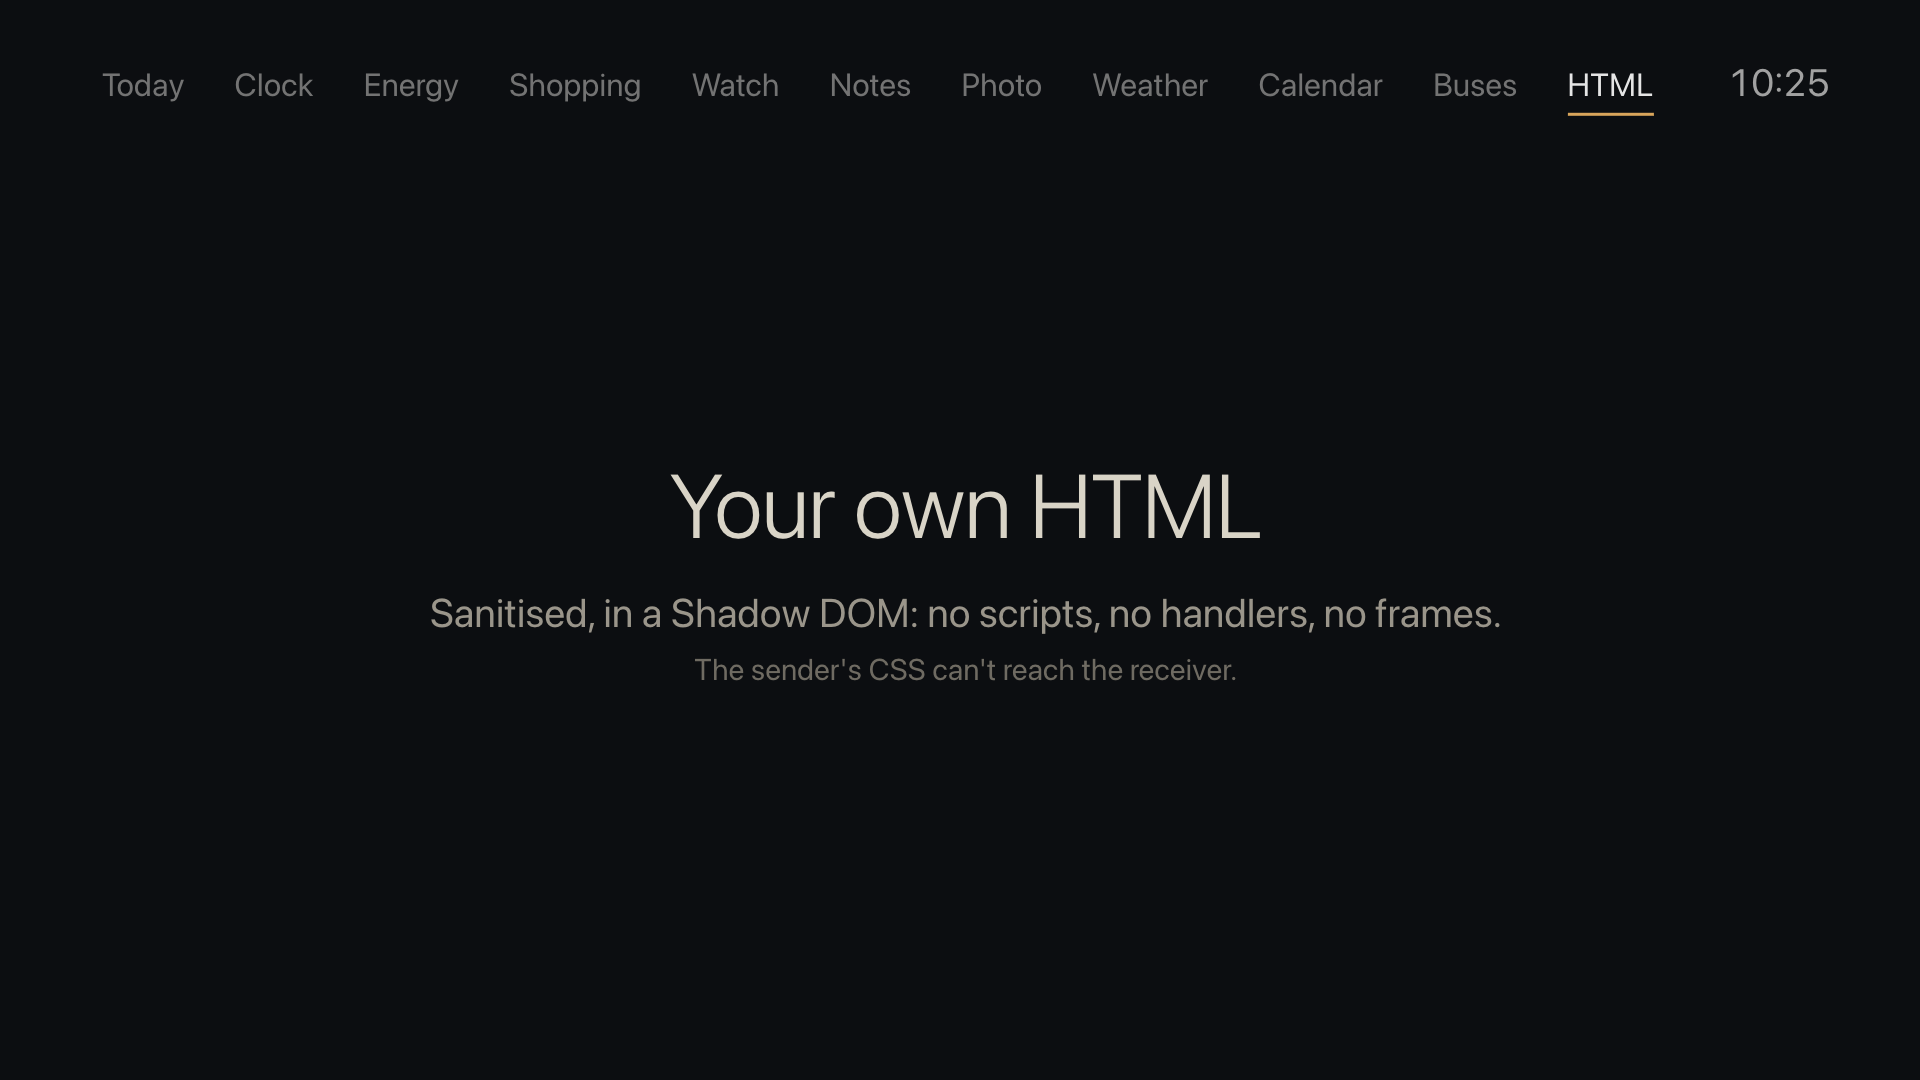 Today Clock Energy Shopping Watch Notes Photo Weather Calendar Buses HTML 10:25
Your own HTML
Sanitised, in a Shadow DOM: no scripts, no handlers, no frames.
The sender's CSS can't reach the receiver.